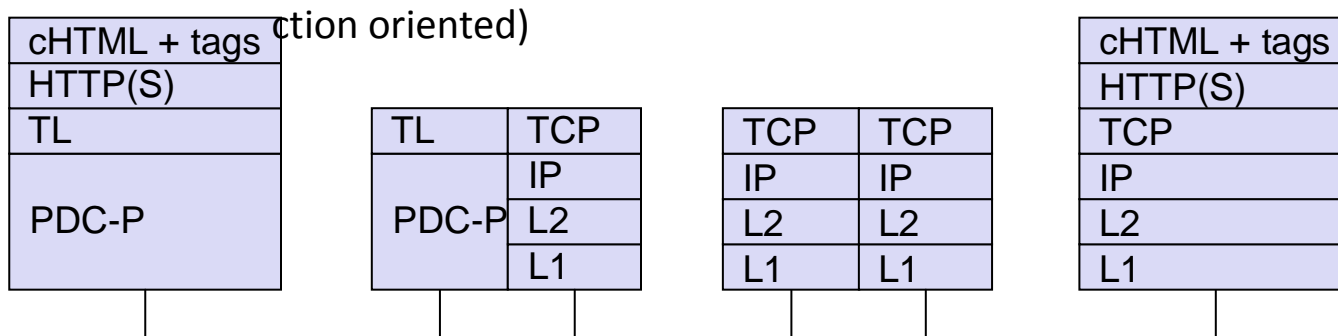 ction oriented)
cHTML + tags
HTTP(S)
TL
PDC-P
TL
PDC-P
TCP
IP
L2
L1
TCP
IP
L2
L1
TCP
IP
L2
L1
cHTML + tags
HTTP(S)
TCP
IP
L2
L1